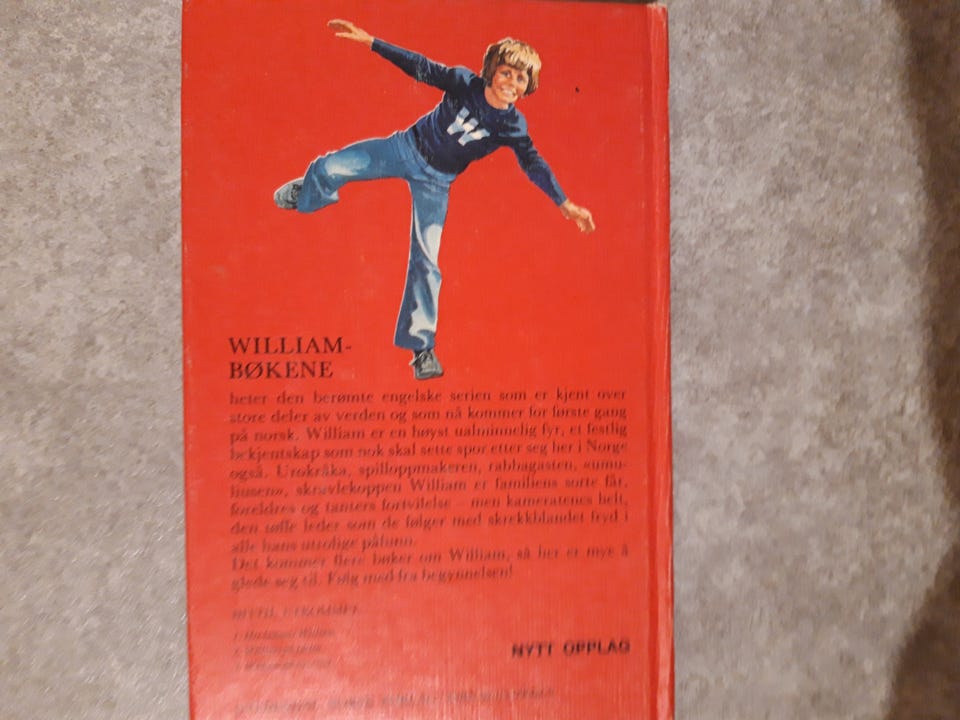 W
WILLIAM-
BØKENE
heter den berømte engelske serien som er kjent over
store deler av verden og som nå kommer for første gang
på norsk. William er en høyst ualminnelig fyr, et festlig
bekjentskap som nok skal sette spor etter seg her i Norge
også. Urokråka, spilloppmakeren, rabbagasten, «umu-
liusen», skravlekoppen William er familiens sorte får,
foreldres og tanters fortvilelse – men kameratenes helt,
den tøffe leder som de følger med skrekkblandet fryd i
alle hans utrolige påfunn.
Det kommer flere bøker om William, så her er mye å
glede seg til. Følg med fra begynnelsen!
NYTT OPPLAG